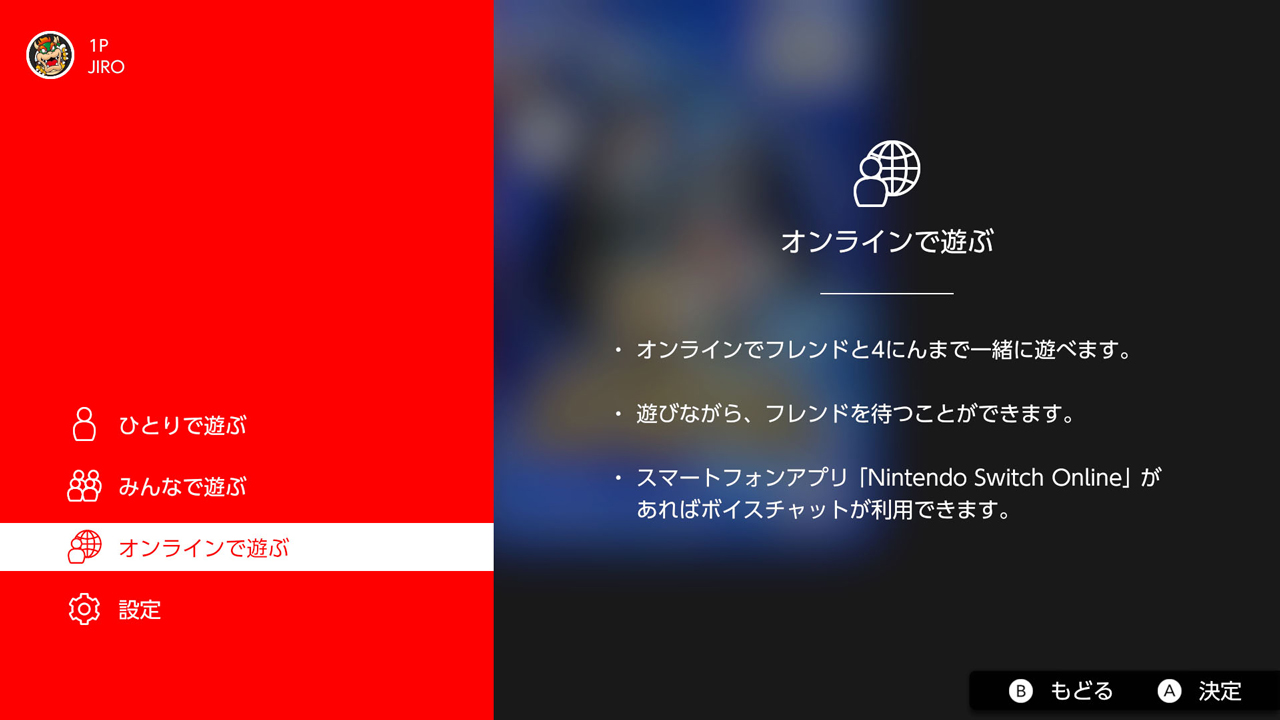 1P
JIRO
ひとりで遊ぶ
みんなで遊ぶ
オンラインで遊ぶ
設定
オンラインで遊ぶ
・ オンラインでフレンドと4にんまで一緒に遊べます。
・ 遊びながら、フレンドを待つことができます。
・ スマートフォンアプリ「Nintendo Switch Online」が
あればボイスチャットが利用できます。
B もどる A 決定